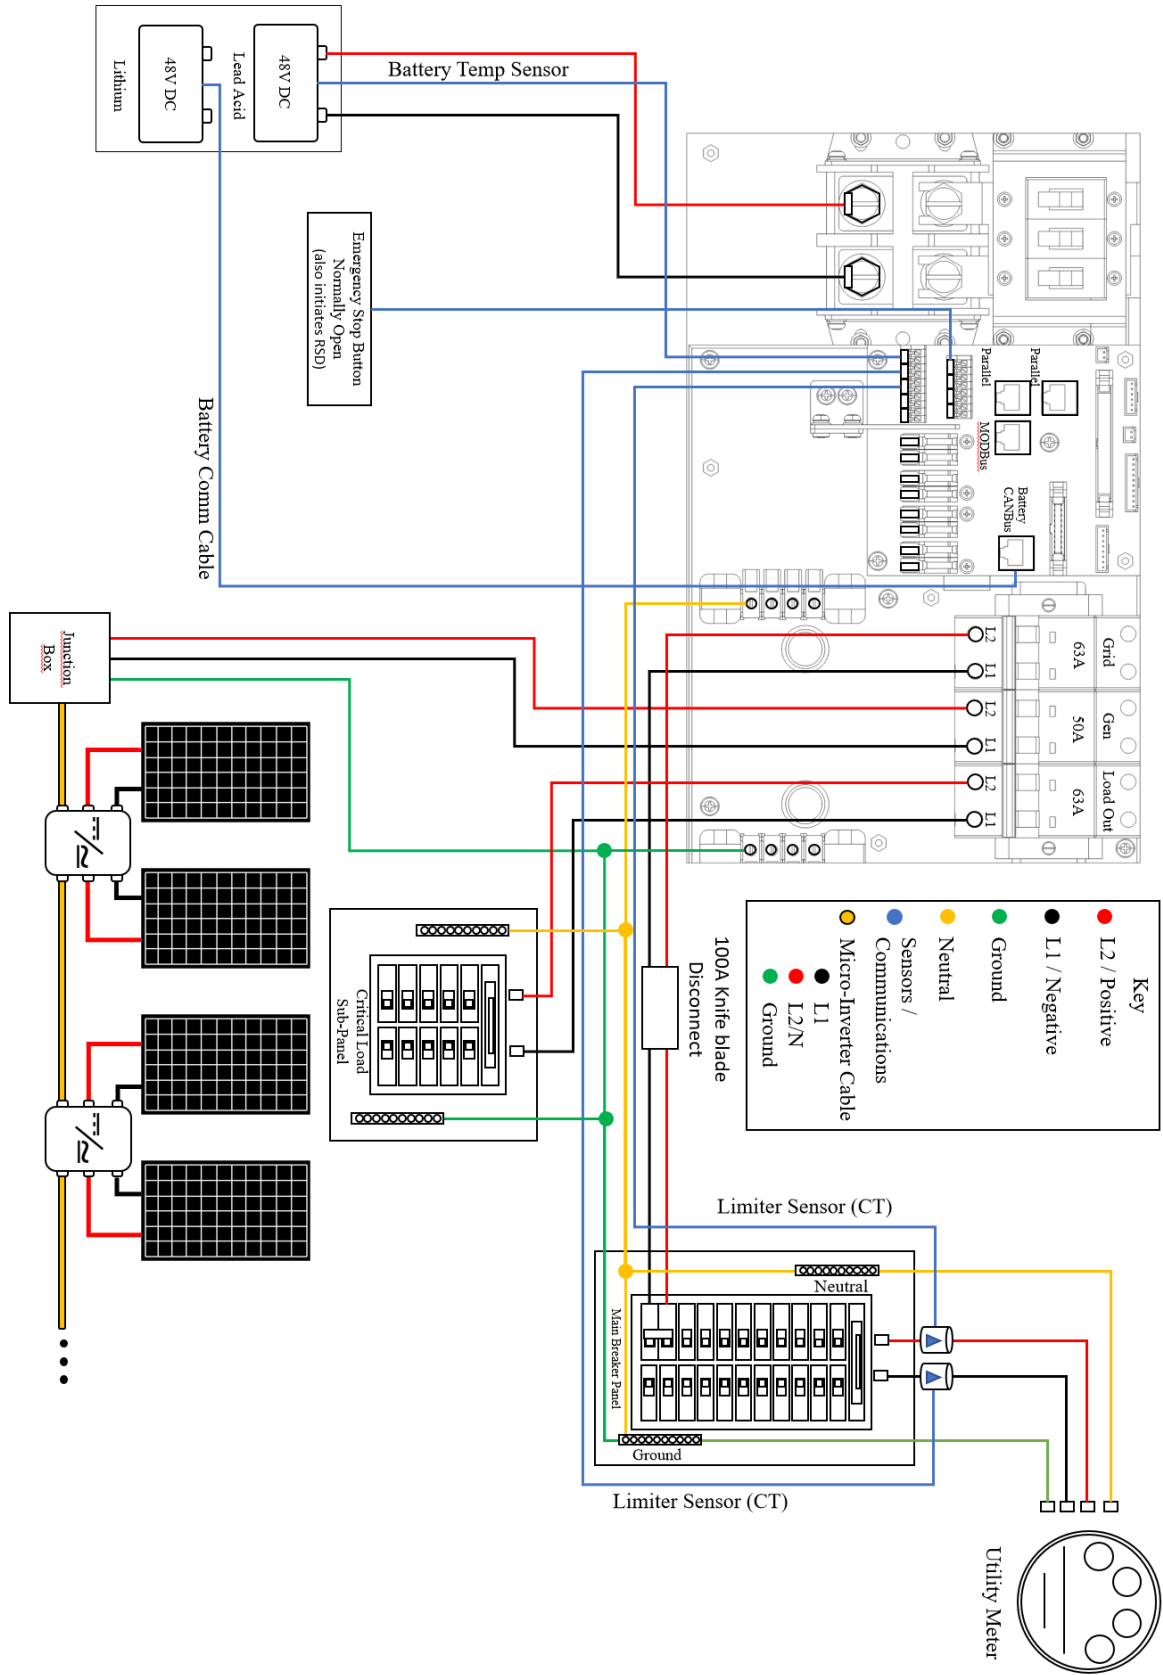 48V DC
Lithium
48V DC
Lead Acid
Battery Temp Sensor
Emergency Stop Button
Normally Open
(also initiates RSD)
Battery Comm Cable
Parallel
Parallel
MODBus
Battery
CANBus
L2
L1
63A
Grid
L2
L1
50A
Gen
L2
L1
63A
Load Out
Junction
Box
Critical Load
Sub-Panel
100A Knife blade
Disconnect
Key
L2 / Positive
L1 / Negative
Ground
Neutral
Sensors /
Communications
Micro-Inverter Cable
L1
L2/N
Ground
Limiter Sensor (CT)
Neutral
Main Breaker Panel
Ground
Limiter Sensor (CT)
Utility Meter